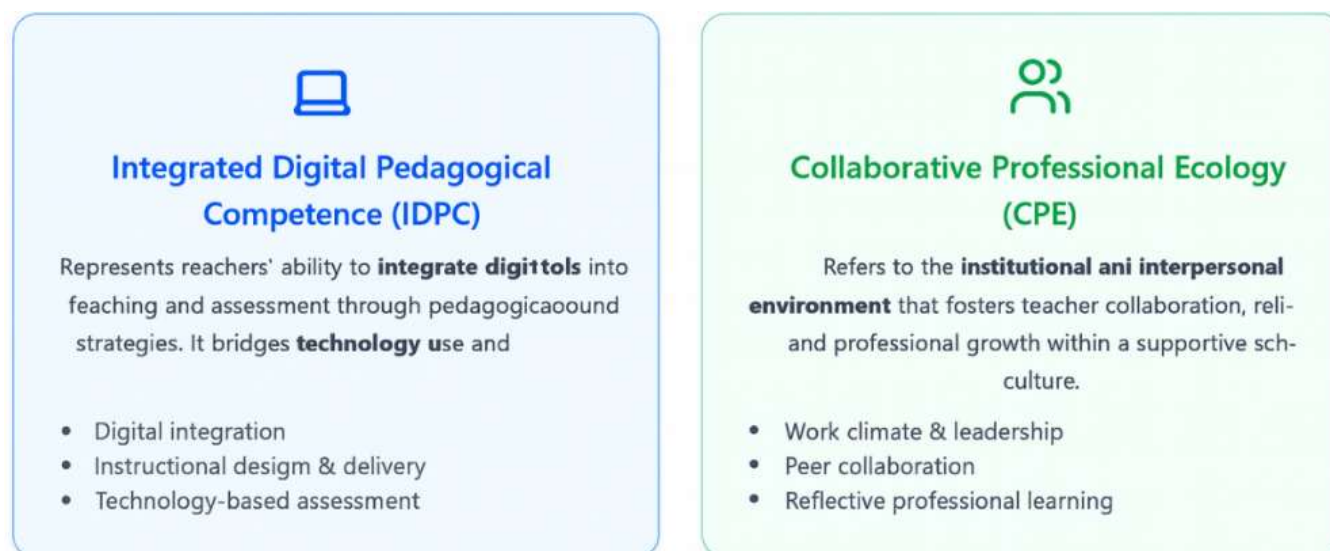 Integrated Digital Pedagogical
Competence (IDPC)
Represents reachers' ability to integrate digittols into
feaching and assessment through pedagogicaoound
strategies. It bridges technology use and
• Digital integration
• Instructional desigm & delivery
• Technology-based assessment
Collaborative Professional Ecology
(CPE)
Refers to the institutional ani interpersonal
environment that fosters teacher collaboration, reli-
and professional growth within a supportive sch-
culture.
• Work climate & leadership
• Peer collaboration
• Reflective professional learning